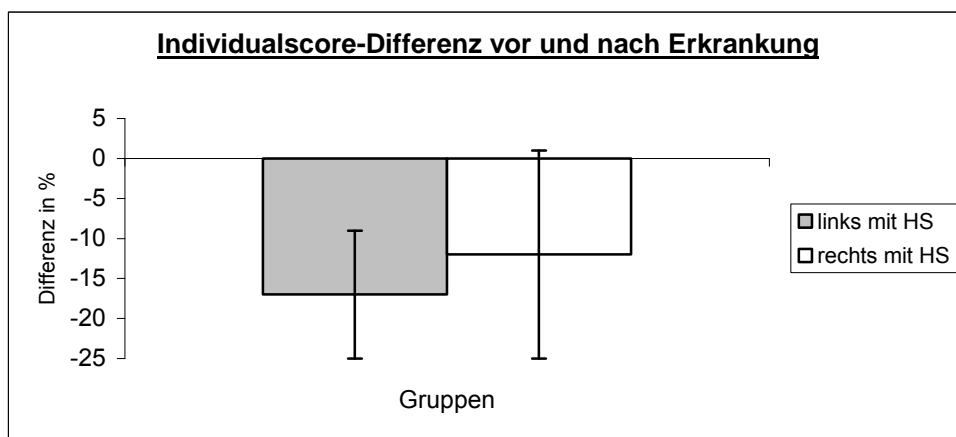 Individualscore-Differenz vor und nach Erkrankung
5
0
-5
-10
-15
-20
-25
Differenz in %
Gruppen
links mit HS
rechts mit HS